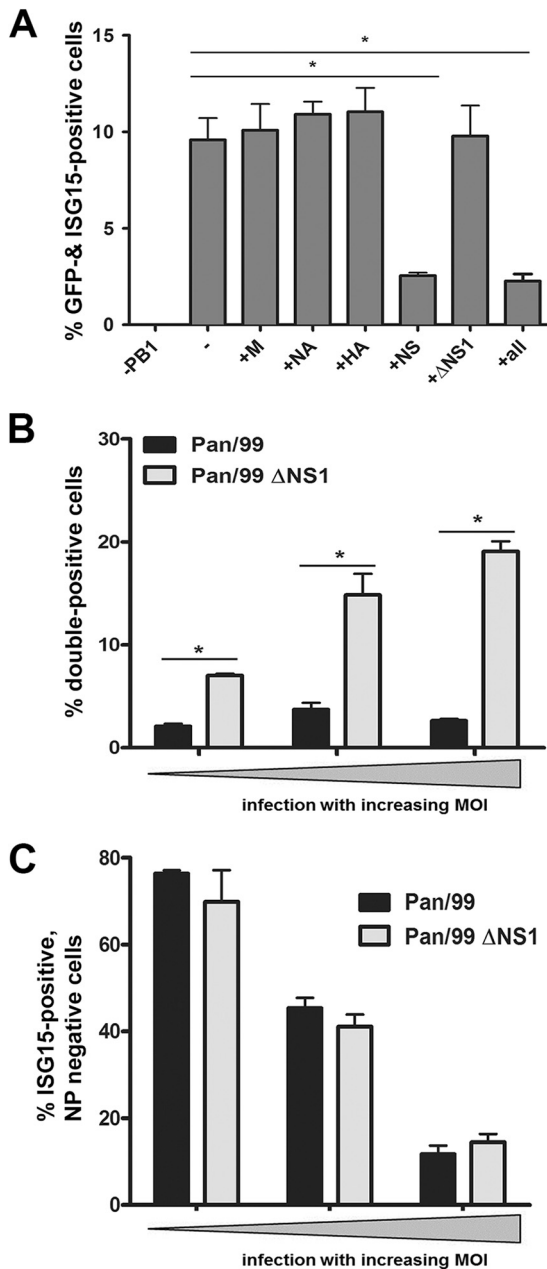 A
% GFP-& ISG15-positive cells
15
10
5
0
*
*
-PB1
-
+M
+NA
+HA
+NS
+ΔNS1
+all
B
% double-positive cells
30
20
10
0
Pan/99
Pan/99 ΔNS1
*
*
*
infection with increasing MOI
C
% ISG15-positive,
NP negative cells
80
60
40
20
0
Pan/99
Pan/99 ΔNS1
infection with increasing MOI